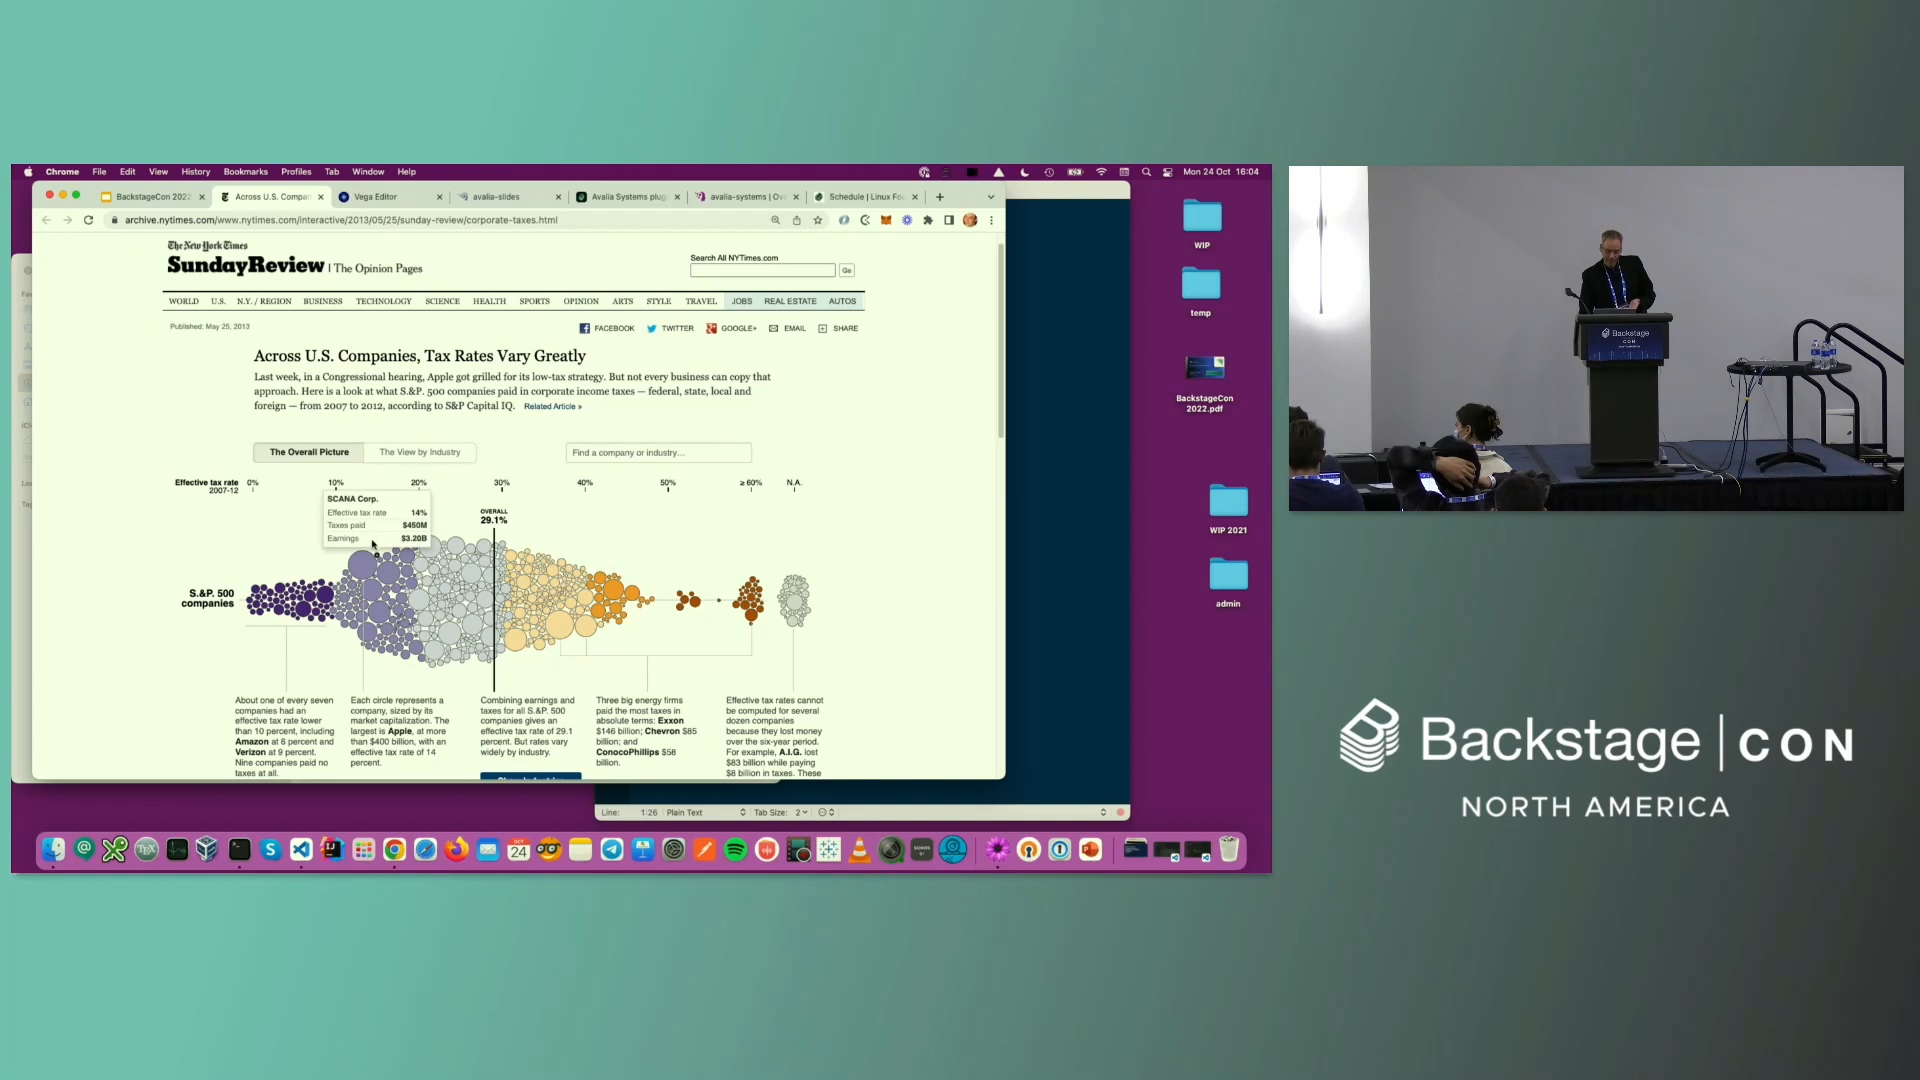 Chrome File Edit View History Bookmarks Profiles Tab Window Help
Mon 24 Oct 16:04
BackstageCon 2022
Across U.S. Compan
Vega Editor
avalia-slides
Avalia Systems plug
avalia-systems | Ov
Schedule | Linux Fo
archive.nytimes.com/www.nytimes.com/interactive/2013/05/25/sunday-review/corporate-taxes.html
The New York Times
SundayReview | The Opinion Pages
Search All NYTimes.com
Go
WORLD U.S. N.Y. / REGION BUSINESS TECHNOLOGY SCIENCE HEALTH SPORTS OPINION ARTS STYLE TRAVEL JOBS REAL ESTATE AUTOS
Published: May 25, 2013
FACEBOOK TWITTER GOOGLE+ EMAIL SHARE
Across U.S. Companies, Tax Rates Vary Greatly
Last week, in a Congressional hearing, Apple got grilled for its low-tax strategy. But not every business can copy that
approach. Here is a look at what S.&P. 500 companies paid in corporate income taxes — federal, state, local and
foreign — from 2007 to 2012, according to S&P Capital IQ. Related Article »
The Overall Picture
The View by Industry
Find a company or industry...
Effective tax rate
2007-12
0% 10% 20% 30% 40% 50% ≥ 60% N.A.
SCANA Corp.
Effective tax rate 14%
Taxes paid $450M
Earnings $3.20B
OVERALL
29.1%
S.&P. 500
companies
About one of every seven
companies had an
effective tax rate lower
than 10 percent, including
Amazon at 6 percent and
Verizon at 9 percent.
Nine companies paid no
taxes at all.
Each circle represents a
company, sized by its
market capitalization. The
largest is Apple, at more
than $400 billion, with an
effective tax rate of 14
percent.
Combining earnings and
taxes for all S.&P. 500
companies gives an
effective tax rate of 29.1
percent. But rates vary
widely by industry.
Three big energy firms
paid the most taxes in
absolute terms: Exxon
$146 billion; Chevron $85
billion; and
ConocoPhillips $58
billion.
Effective tax rates cannot
be computed for several
dozen companies
because they lost money
over the six-year period.
For example, A.I.G. lost
$83 billion while paying
$8 billion in taxes. These
Line: 1:26 Plain Text Tab Size: 2
WIP
temp
BackstageCon
2022.pdf
WIP 2021
admin
OCT
24
Backstage
CON
Backstage | CON
NORTH AMERICA